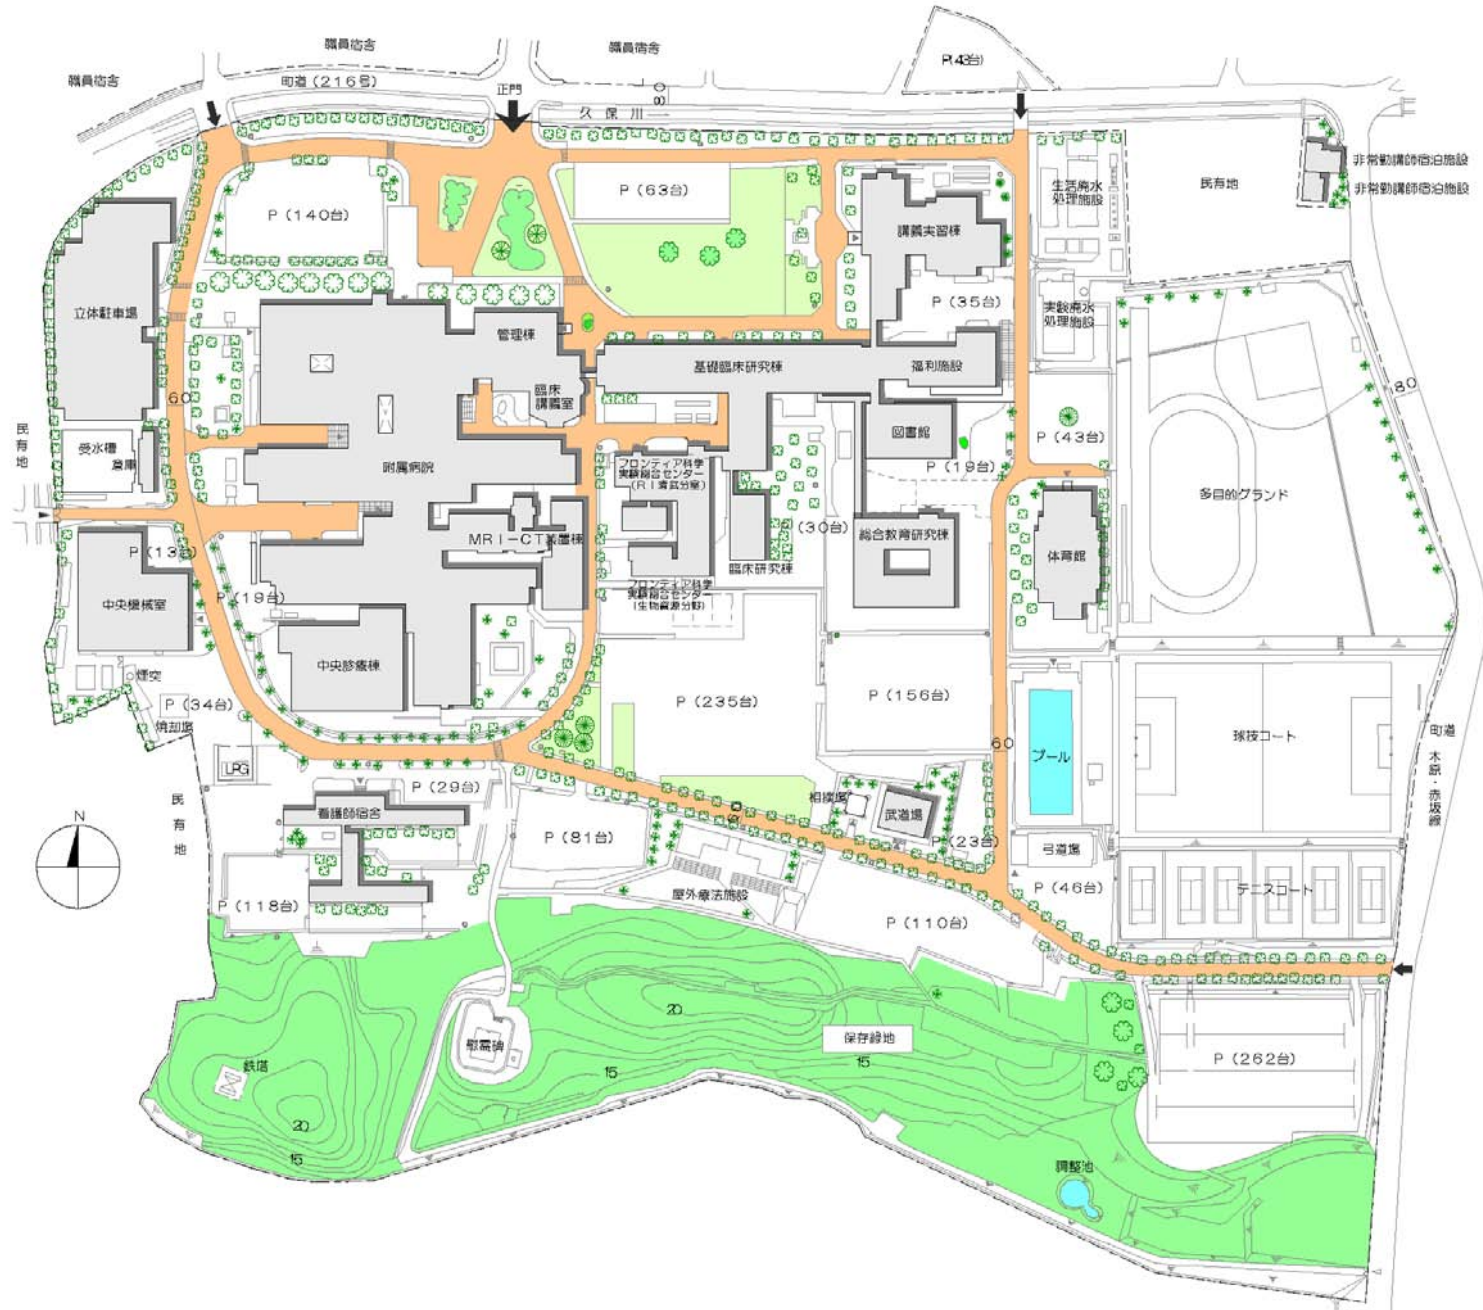 職員宿舎
職員宿舎
職員宿舎
P(43台)
町道(216号)
正門
久保川
80
非常勤講師宿泊施設
非常勤講師宿泊施設
民有地
生活廃水
処理施設
P(63台)
P(140台)
講義実習棟
立体駐車場
管理棟
P(35台)
実験廃水
処理施設
基礎臨床研究棟
福利施設
臨床
講義室
60
80
民有地
受水槽
倉庫
図書館
P(43台)
附属病院
フロンティア科学
実験総合センター
(RI清武分室)
P(19台)
多目的グランド
P(30台)
MRI-CT装置棟
総合教育研究棟
体育館
P(13台)
臨床研究棟
フロンティア科学
実験総合センター
(生物資源分野)
中央機械室
P(19台)
中央診療棟
煙突
P(34台)
焼却場
P(235台)
P(156台)
60
プール
球技コート
町道 木原・赤坂線
LPG
P(29台)
民有地
看護師宿舎
相撲場
武道場
N
P(81台)
P(23台)
弓道場
P(46台)
テニスコート
屋外療法施設
P(118台)
P(110台)
20
慰霊碑
保存緑地
鉄塔
15
15
P(262台)
20
15
調整池